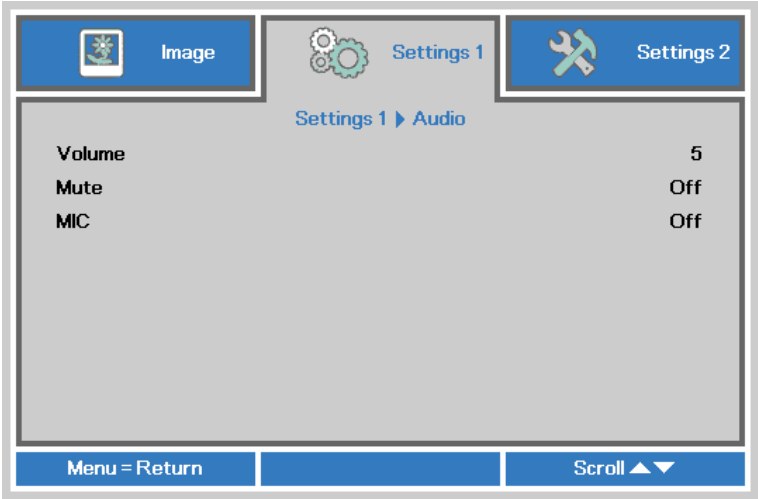 Image
Settings 1
Settings 2
Settings 1 ▶ Audio
Volume 5
Mute Off
MIC Off
Menu = Return
Scroll ▲▼